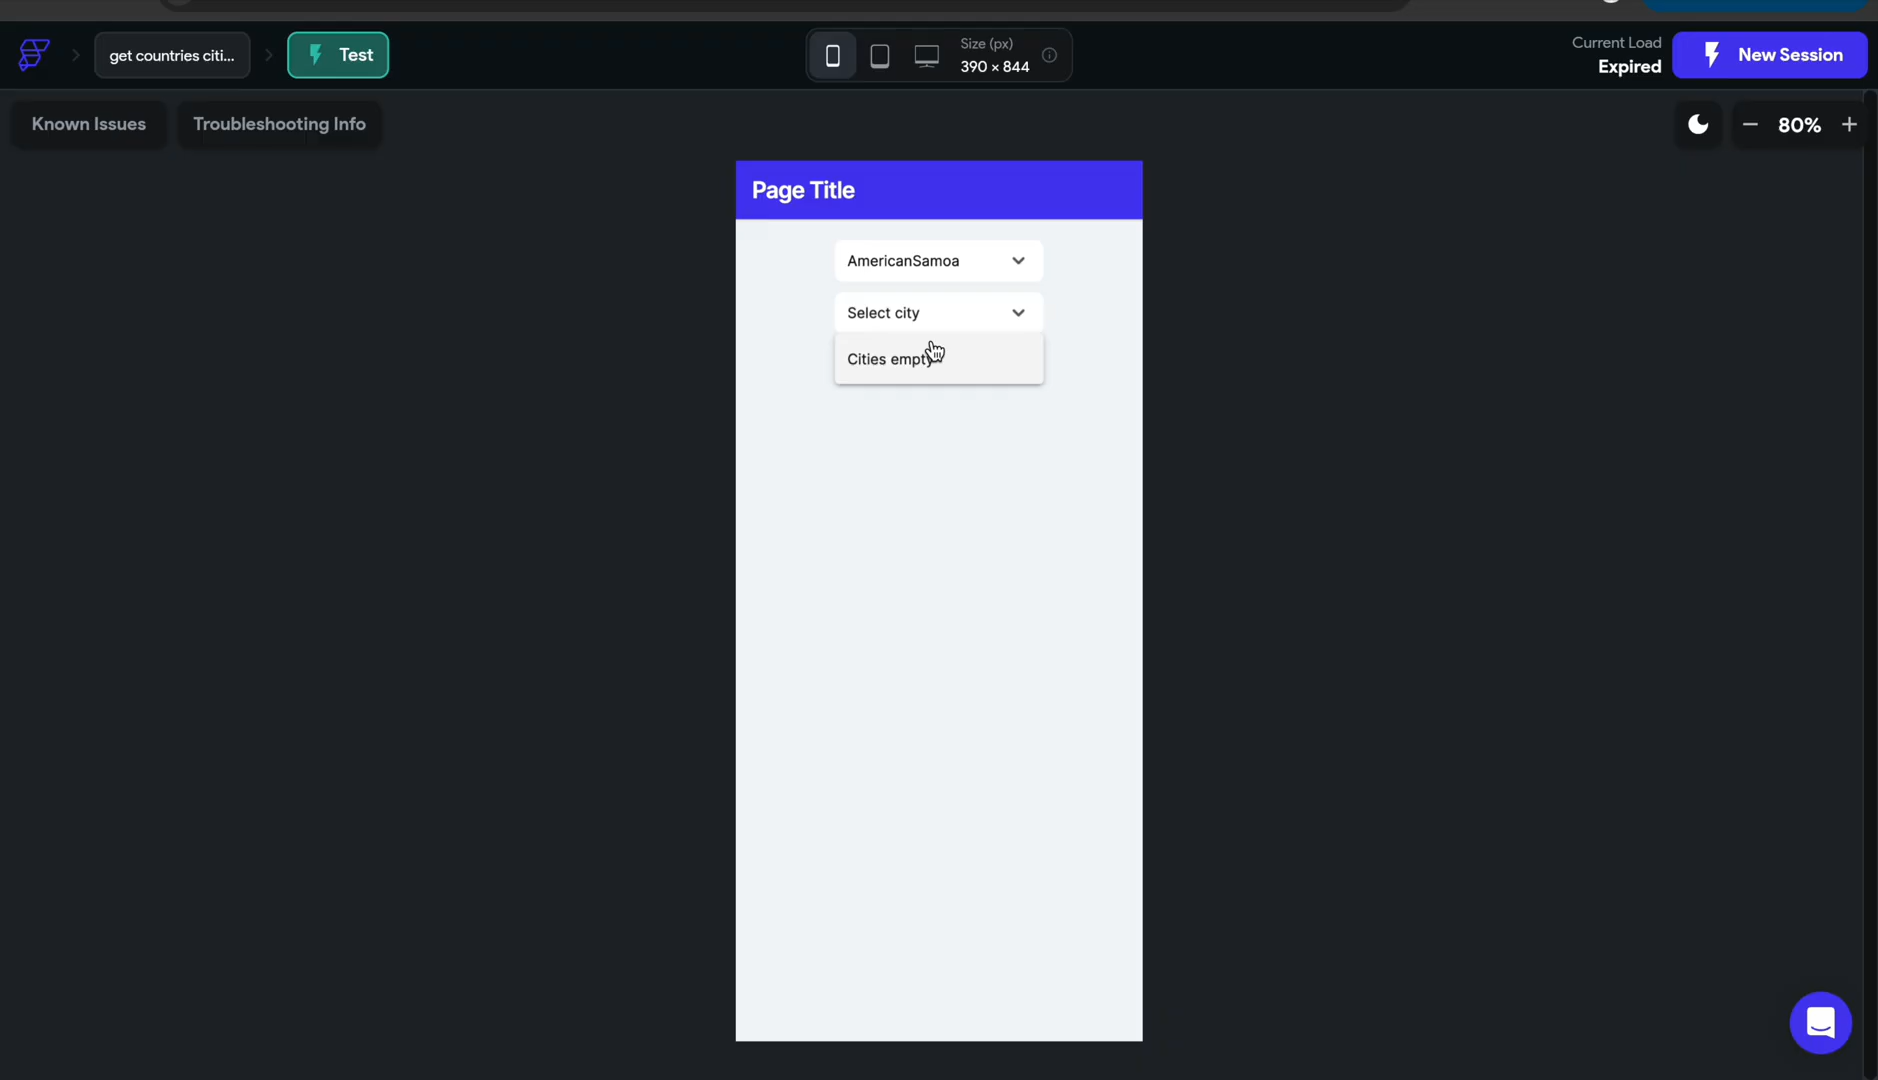 get countries citi...
Test
Size (px)
390 × 844
Current Load
Expired
New Session
Known Issues
Troubleshooting Info
80%
Page Title
AmericanSamoa
Select city
Cities empty